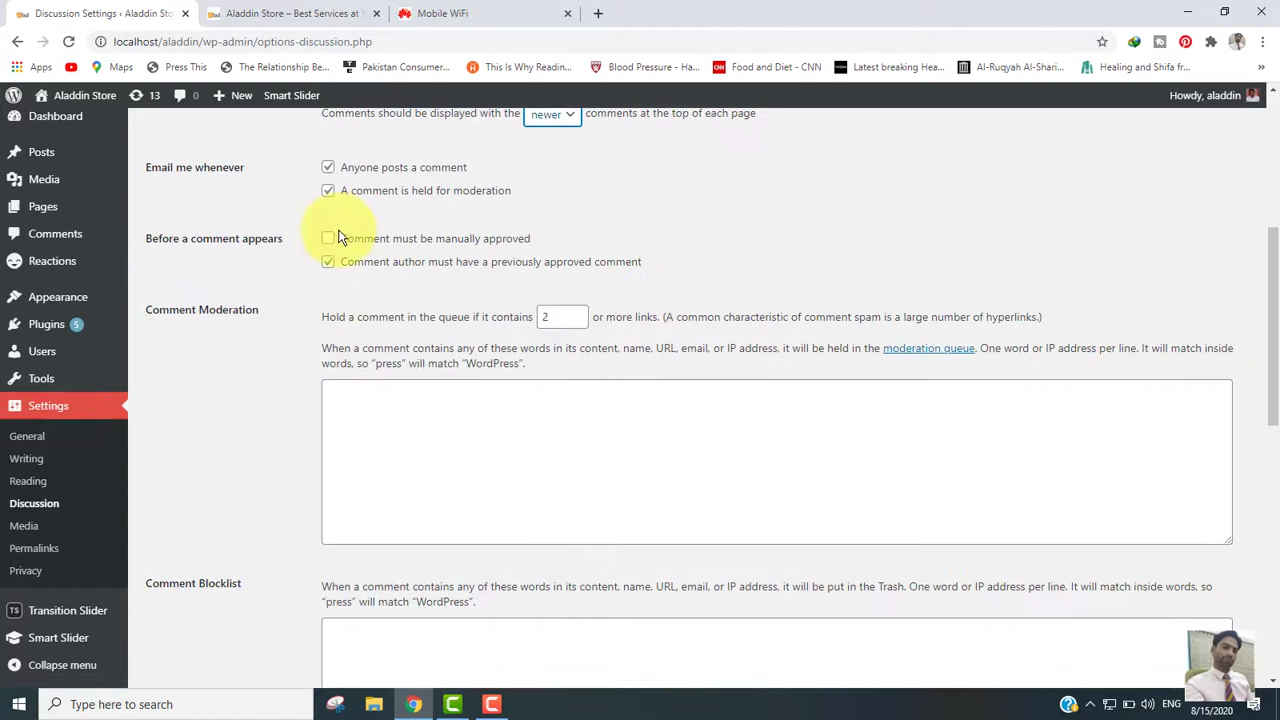 Discussion Settings ‹ Aladdin Sto
Aladdin Store – Best Services at
Mobile WiFi
localhost/aladdin/wp-admin/options-discussion.php
Apps
Maps
Press This
The Relationship Be...
Pakistan Consumer...
This Is Why Readin...
Blood Pressure - Ha...
Food and Diet - CNN
Latest breaking Hea...
Al-Ruqyah Al-Shari...
Healing and Shifa fr...
Aladdin Store
13
0
New
Smart Slider
Howdy, aladdin
Dashboard
Posts
Media
Pages
Comments
Reactions
Appearance
Plugins 5
Users
Tools
Settings
General
Writing
Reading
Discussion
Media
Permalinks
Privacy
TS Transition Slider
Smart Slider
Collapse menu
Comments should be displayed with the newer comments at the top of each page
Email me whenever
Anyone posts a comment
A comment is held for moderation
Before a comment appears
Comment must be manually approved
Comment author must have a previously approved comment
Comment Moderation
Hold a comment in the queue if it contains 2 or more links. (A common characteristic of comment spam is a large number of hyperlinks.)
When a comment contains any of these words in its content, name, URL, email, or IP address, it will be held in the moderation queue. One word or IP address per line. It will match inside
words, so “press” will match “WordPress”.
Comment Blocklist
When a comment contains any of these words in its content, name, URL, email, or IP address, it will be put in the Trash. One word or IP address per line. It will match inside words, so
“press” will match “WordPress”.
Type here to search
ENG
8/15/2020